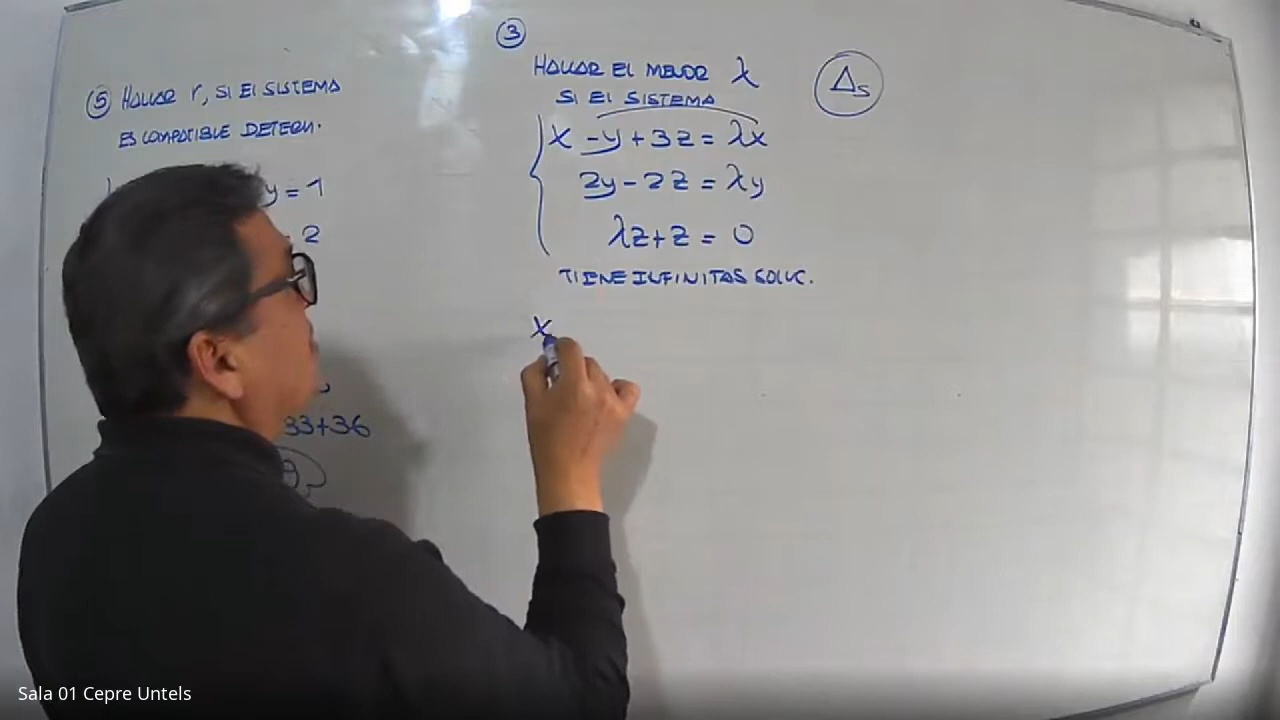 ⑤ HALLAR r, SI EL SISTEMA
ES COMPATIBLE DETERM.
y = 1
= 2
33+36
③
HALLAR EL MENOR λ
SI EL SISTEMA
x - y + 3z = λx
2y - 2z = λy
λz + z = 0
TIENE INFINITAS SOLUC.
x
Δs
Sala 01 Cepre Untels